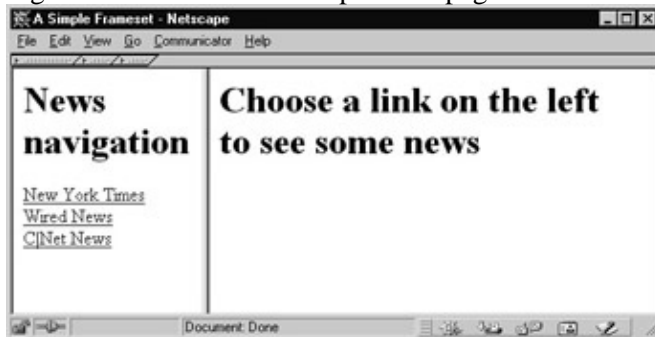 A Simple Frameset - Netscape
File Edit View Go Communicator Help
News
navigation
New York Times
Wired News
C|Net News
Choose a link on the left
to see some news
Document: Done